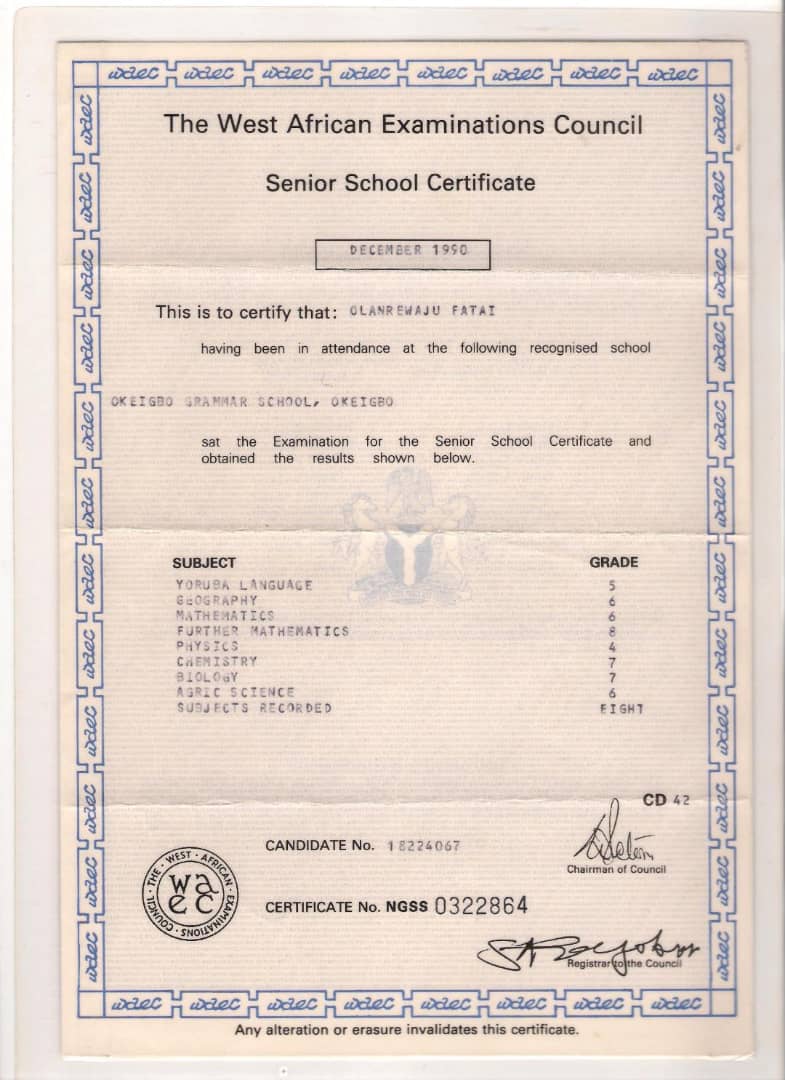 waec waec waec waec waec waec waec waec
The West African Examinations Council
Senior School Certificate
DECEMBER 1990
This is to certify that: OLANREWAJU FATAI
having been in attendance at the following recognised school
OKEIGBO GRAMMAR SCHOOL, OKEIGBO
sat the Examination for the Senior School Certificate and
obtained the results shown below.
SUBJECT GRADE
YORUBA LANGUAGE 5
GEOGRAPHY 6
MATHEMATICS 6
FURTHER MATHEMATICS 8
PHYSICS 4
CHEMISTRY 7
BIOLOGY 7
AGRIC SCIENCE 6
SUBJECTS RECORDED EIGHT
CD 42
CANDIDATE No. 18224067
Chairman of Council
THE · WEST · AFRICAN · EXAMINATIONS · COUNCIL ·
wa
ec
CERTIFICATE No. NGSS 0322864
Registrar to the Council
waec waec waec waec waec waec waec waec
Any alteration or erasure invalidates this certificate.